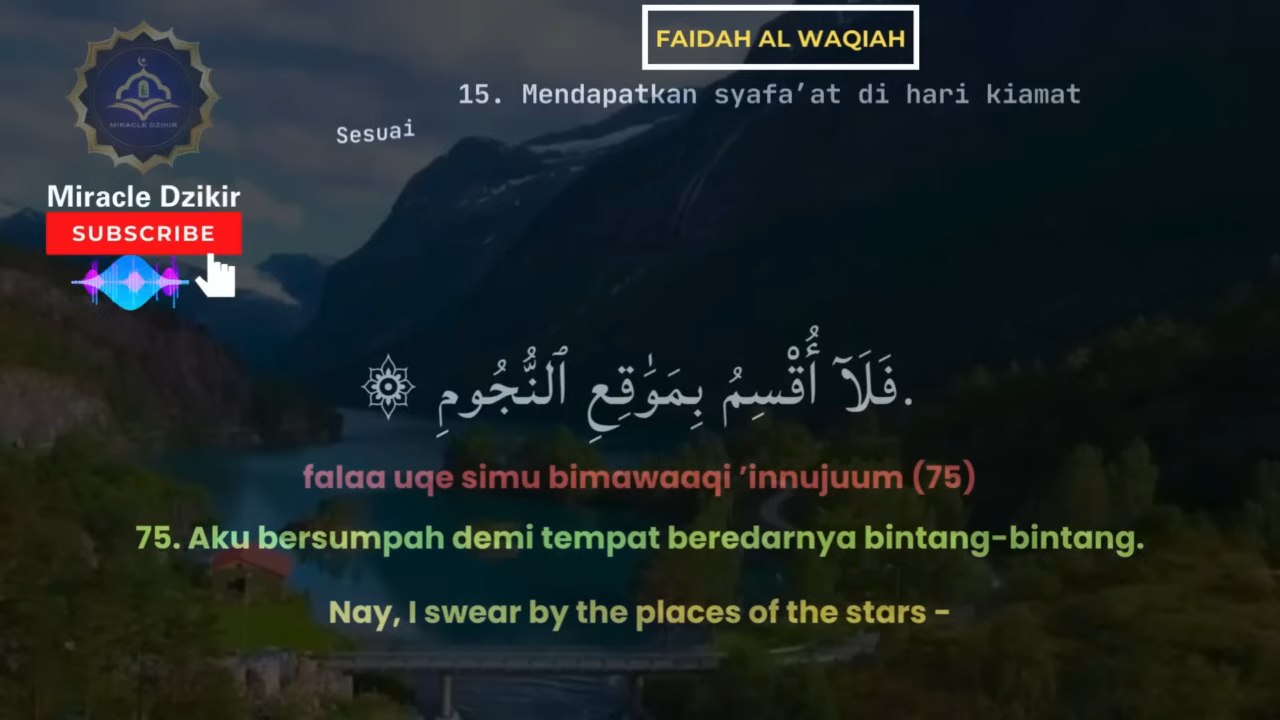 FAIDAH AL WAQIAH
15. Mendapatkan syafa’at di hari kiamat
Sesuai
MIRACLE DZIKIR
Miracle Dzikir
SUBSCRIBE
فَلَآ أُقْسِمُ بِمَوَٰقِعِ ٱلنُّجُومِ.
falaa uqe simu bimawaaqi ’innujuum (75)
75. Aku bersumpah demi tempat beredarnya bintang-bintang.
Nay, I swear by the places of the stars -